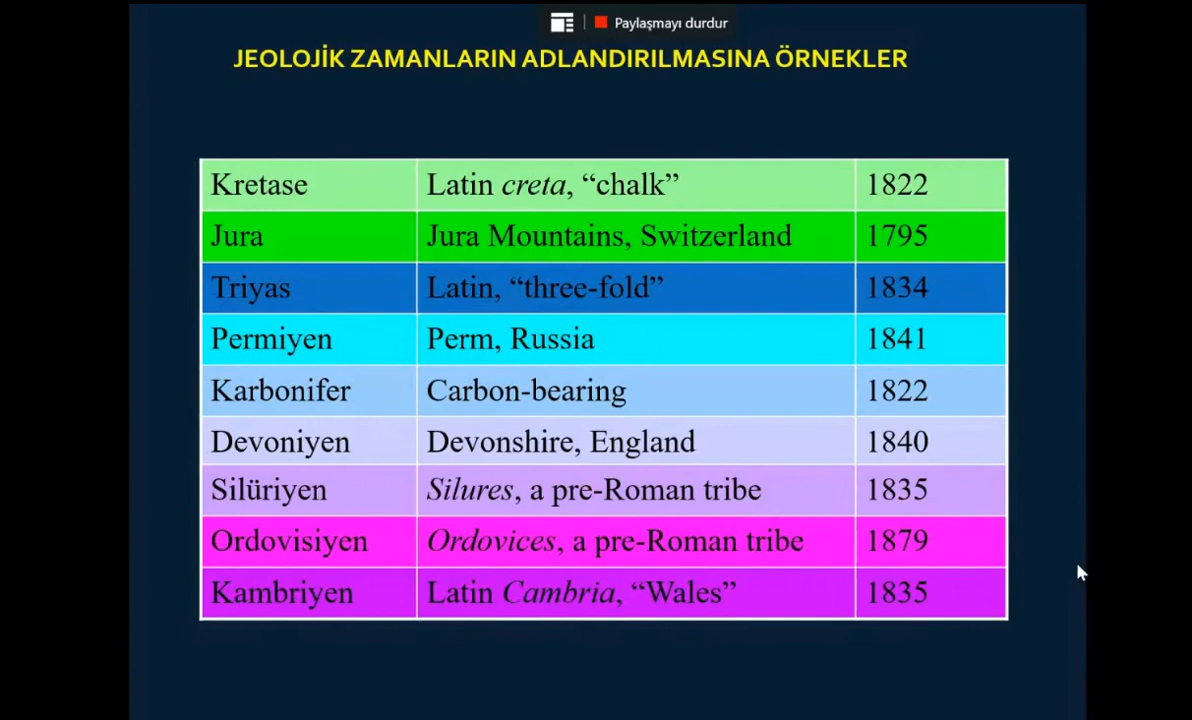 Paylaşmayı durdur
JEOLOJİK ZAMANLARIN ADLANDIRILMASINA ÖRNEKLER
Kretase Latin creta, “chalk” 1822
Jura Jura Mountains, Switzerland 1795
Triyas Latin, “three-fold” 1834
Permiyen Perm, Russia 1841
Karbonifer Carbon-bearing 1822
Devoniyen Devonshire, England 1840
Silüriyen Silures, a pre-Roman tribe 1835
Ordovisiyen Ordovices, a pre-Roman tribe 1879
Kambriyen Latin Cambria, “Wales” 1835